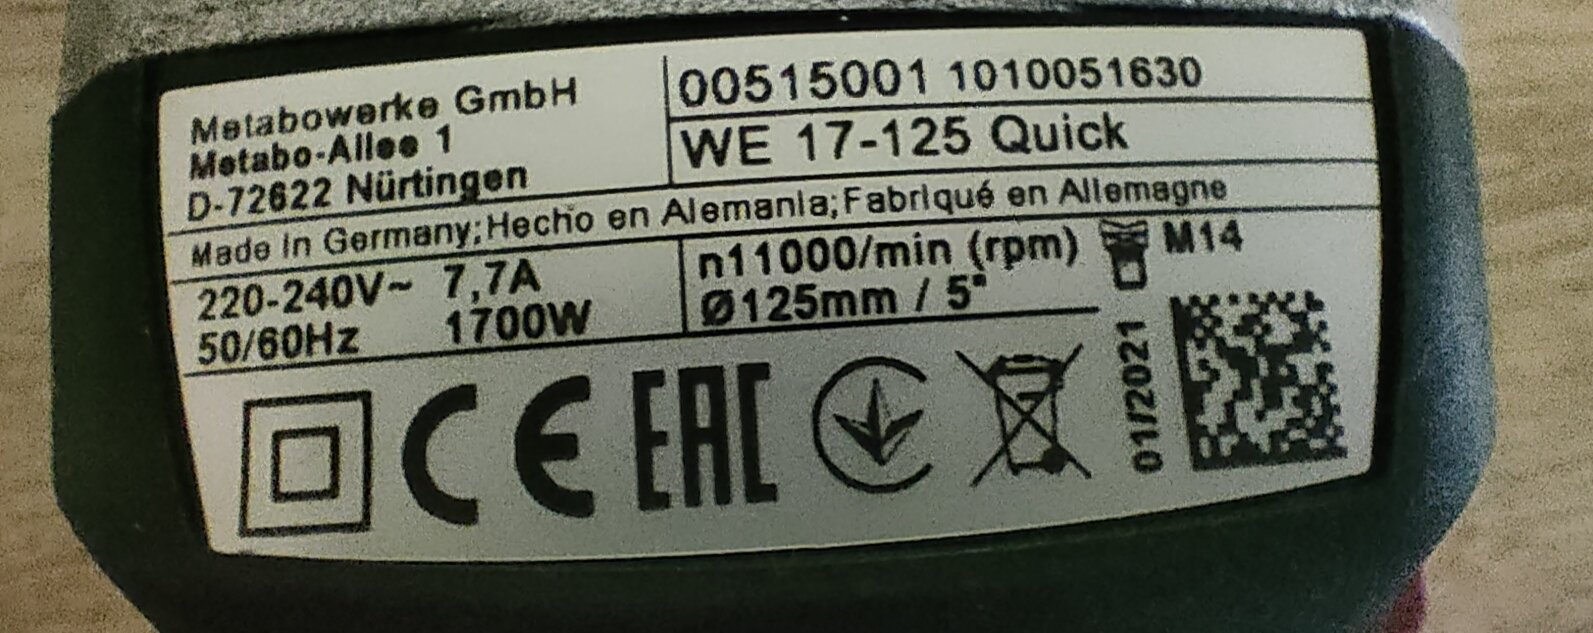 Metabowerke GmbH
Metabo-Allee 1
D-72622 Nürtingen
00515001 1010051630
WE 17-125 Quick
Made in Germany; Hecho en Alemania; Fabriqué en Allemagne
220-240V~ 7,7A
50/60Hz 1700W
n11000/min (rpm)
Ø125mm / 5"
M14
01/2021
CE EAC